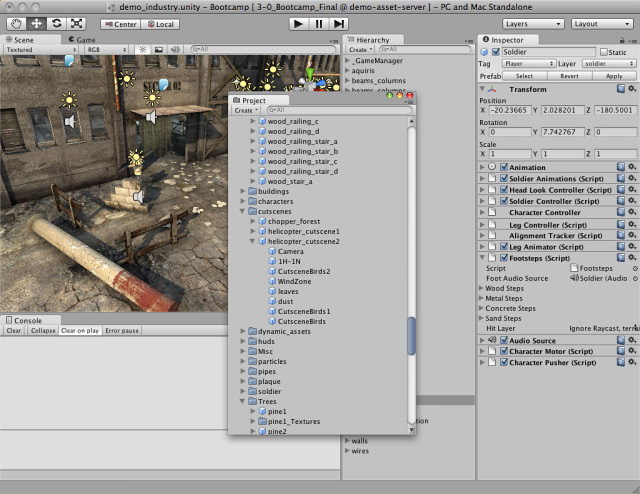 demo_industry.unity - Bootcamp [ 3-0_Bootcamp_Final @ demo-asset-server ] - PC and Mac Standalone
Center
Local
Layers
Layout
Scene
Game
Textured
RGB
All
Hierarchy
Create
All
_GameManager
aquiris
beams_columns
walls
wires
Project
Create
All
wood_railing_c
wood_railing_d
wood_railing_stair_a
wood_railing_stair_b
wood_railing_stair_c
wood_railing_stair_d
wood_stair_a
buildings
characters
cutscenes
chopper_forest
helicopter_cutscene1
helicopter_cutscene2
Camera
1H-1N
CutsceneBirds2
WindZone
leaves
dust
CutsceneBirds1
CutsceneBirds
dynamic_assets
huds
Misc
particles
pipes
plaque
soldier
Trees
pine1
pine1_Textures
pine2
Console
Clear
Collapse
Clear on play
Error pause
Inspector
Soldier
Static
Tag
Player
Layer
soldier
Prefab
Select
Revert
Apply
Transform
Position
X -20.23665 Y 2.028201 Z -180.5001
Rotation
X 0 Y 7.742767 Z 0
Scale
X 1 Y 1 Z 1
Animation
Soldier Animations (Script)
Head Look Controller (Script)
Soldier Controller (Script)
Character Controller
Leg Controller (Script)
Alignment Tracker (Script)
Leg Animator (Script)
Footsteps (Script)
Script
Footsteps
Foot Audio Source
Soldier (Audio
Wood Steps
Metal Steps
Concrete Steps
Sand Steps
Hit Layer
Ignore Raycast,
Audio Source
Character Motor (Script)
Character Pusher (Script)